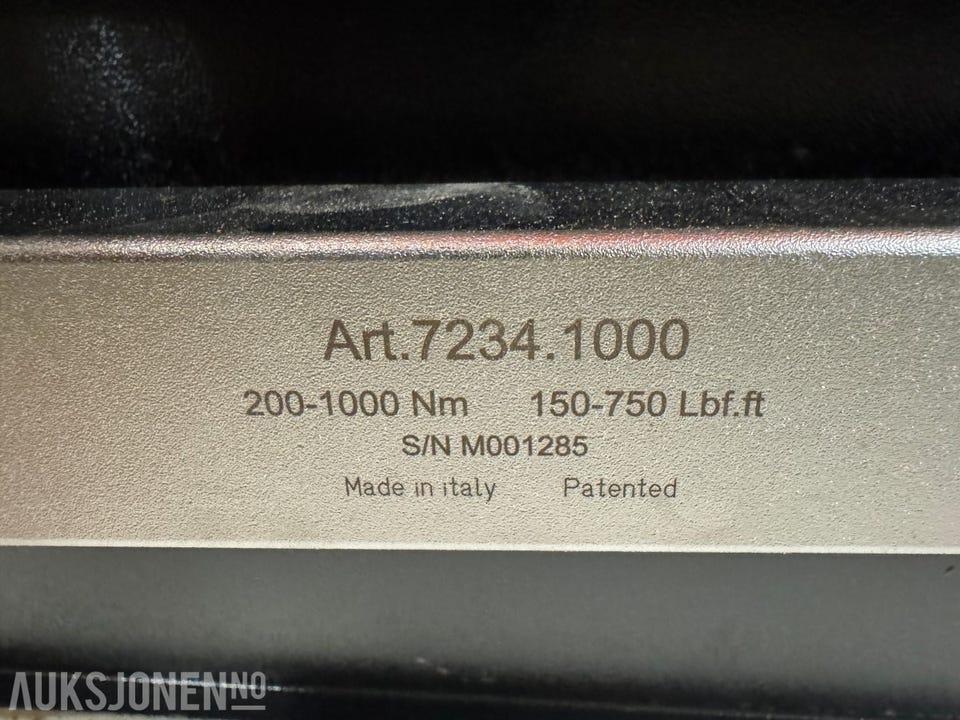 Art.7234.1000
200-1000 Nm 150-750 Lbf.ft
S/N M001285
Made in italy Patented
AUKSJONEN.NO